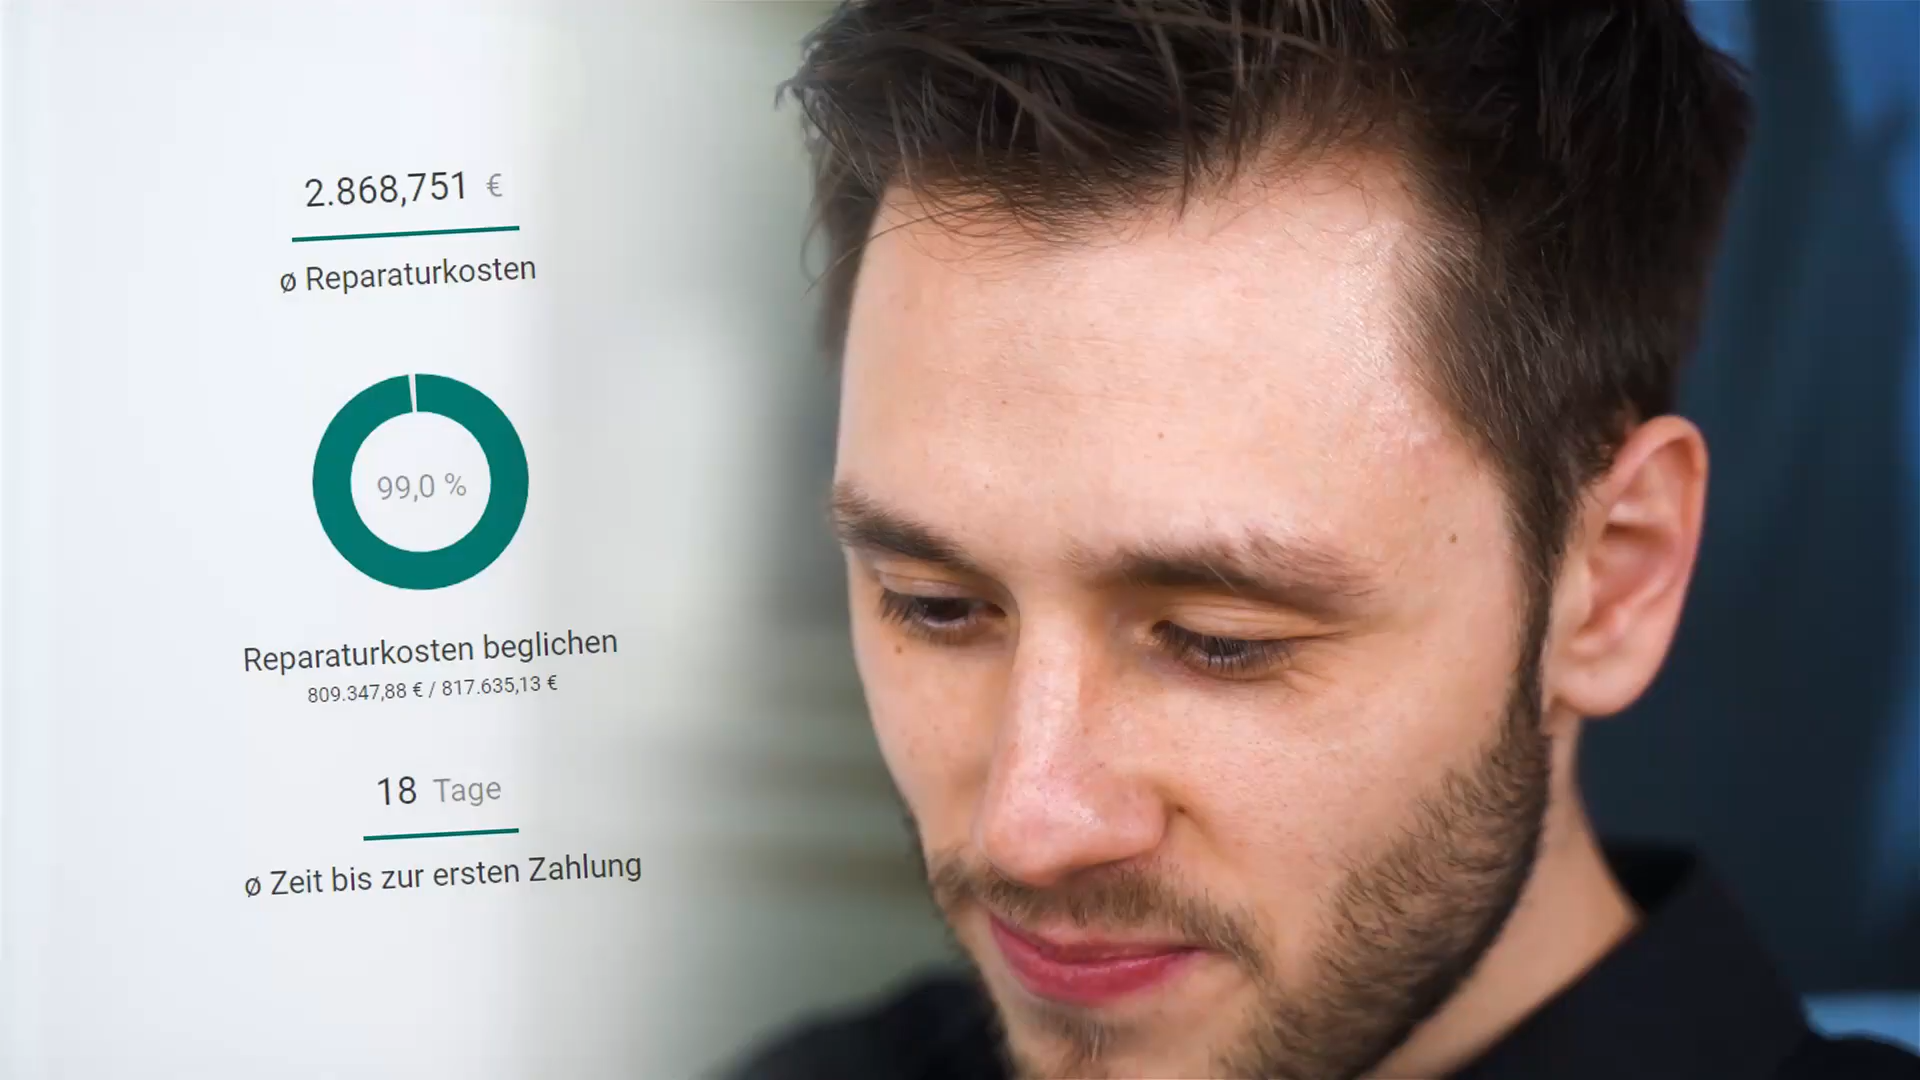 2.868,751 €
ø Reparaturkosten
99,0 %
Reparaturkosten beglichen
809.347,88 € / 817.635,13 €
18 Tage
ø Zeit bis zur ersten Zahlung